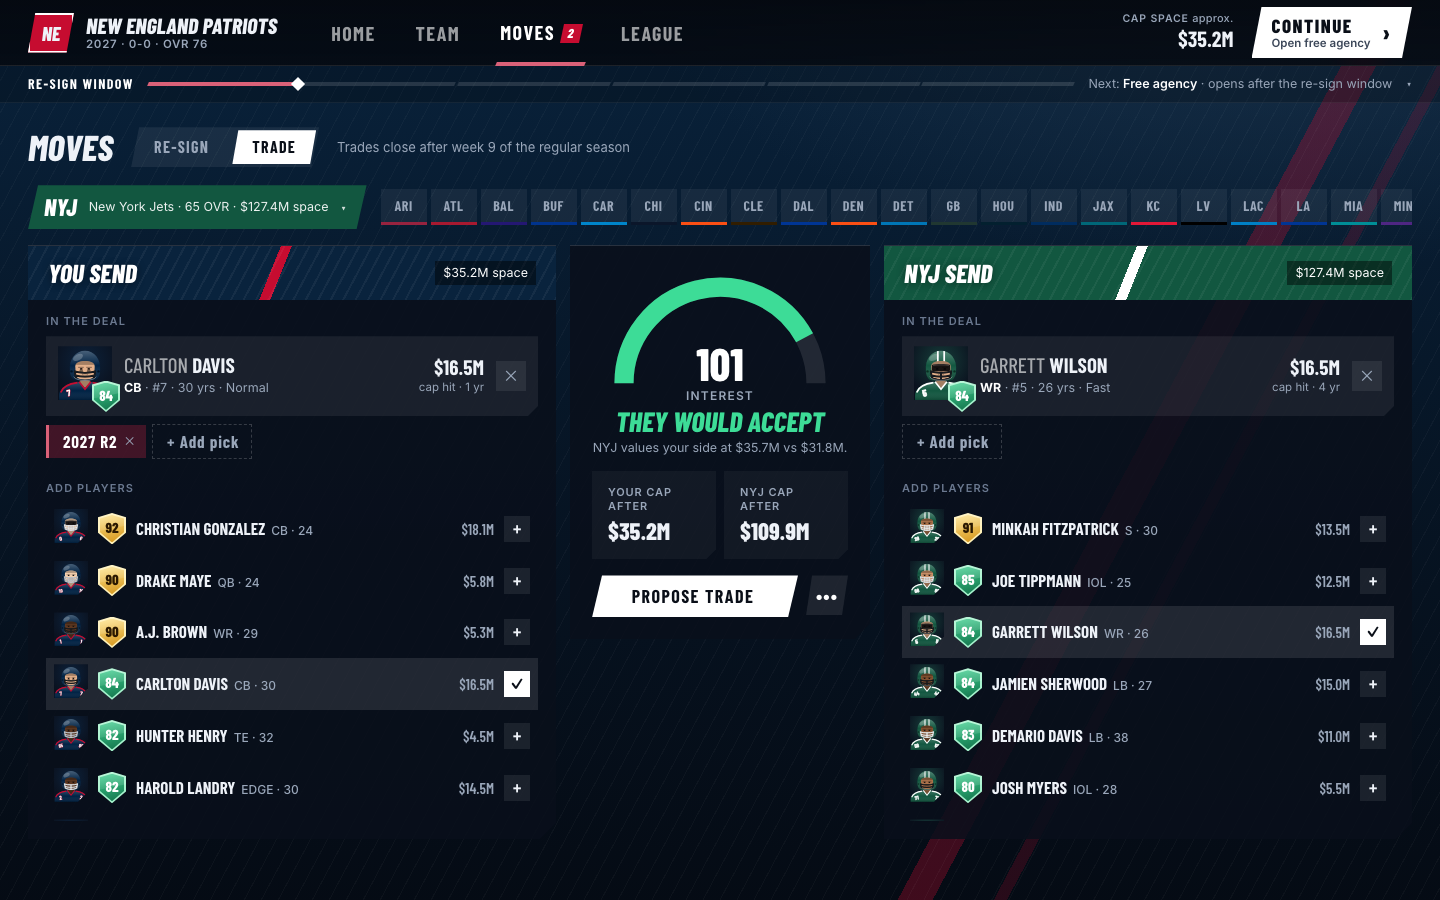 NE
NEW ENGLAND PATRIOTS
2027 · 0-0 · OVR 76
HOME
TEAM
MOVES 2
LEAGUE
CAP SPACE approx.
$35.2M
CONTINUE
Open free agency
RE-SIGN WINDOW
Next: Free agency · opens after the re-sign window
MOVES
RE-SIGN
TRADE
Trades close after week 9 of the regular season
NYJ New York Jets · 65 OVR · $127.4M space
ARI ATL BAL BUF CAR CHI CIN CLE DAL DEN DET GB HOU IND JAX KC LV LAC LA MIA MIN
YOU SEND
$35.2M space
IN THE DEAL
CARLTON DAVIS
CB · #7 · 30 yrs · Normal
84
$16.5M
cap hit · 1 yr
2027 R2 ×
+ Add pick
ADD PLAYERS
92 CHRISTIAN GONZALEZ CB · 24 $18.1M +
90 DRAKE MAYE QB · 24 $5.8M +
90 A.J. BROWN WR · 29 $5.3M +
84 CARLTON DAVIS CB · 30 $16.5M ✓
82 HUNTER HENRY TE · 32 $4.5M +
82 HAROLD LANDRY EDGE · 30 $14.5M +
101
INTEREST
THEY WOULD ACCEPT
NYJ values your side at $35.7M vs $31.8M.
YOUR CAP
AFTER
$35.2M
NYJ CAP
AFTER
$109.9M
PROPOSE TRADE
•••
NYJ SEND
$127.4M space
IN THE DEAL
GARRETT WILSON
WR · #5 · 26 yrs · Fast
84
$16.5M
cap hit · 4 yr
+ Add pick
ADD PLAYERS
91 MINKAH FITZPATRICK S · 30 $13.5M +
85 JOE TIPPMANN IOL · 25 $12.5M +
84 GARRETT WILSON WR · 26 $16.5M ✓
84 JAMIEN SHERWOOD LB · 27 $15.0M +
83 DEMARIO DAVIS LB · 38 $11.0M +
80 JOSH MYERS IOL · 28 $5.5M +